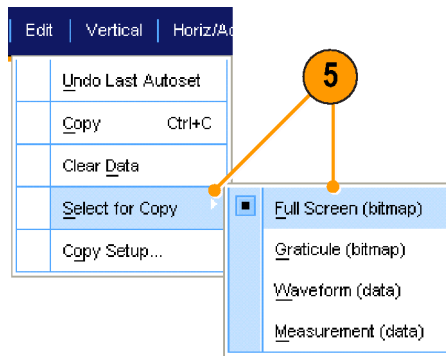 Edit Vertical Horiz/Ac
5
Undo Last Autoset
Copy Ctrl+C
Clear Data
Select for Copy
Full Screen (bitmap)
Graticule (bitmap)
Copy Setup...
Waveform (data)
Measurement (data)